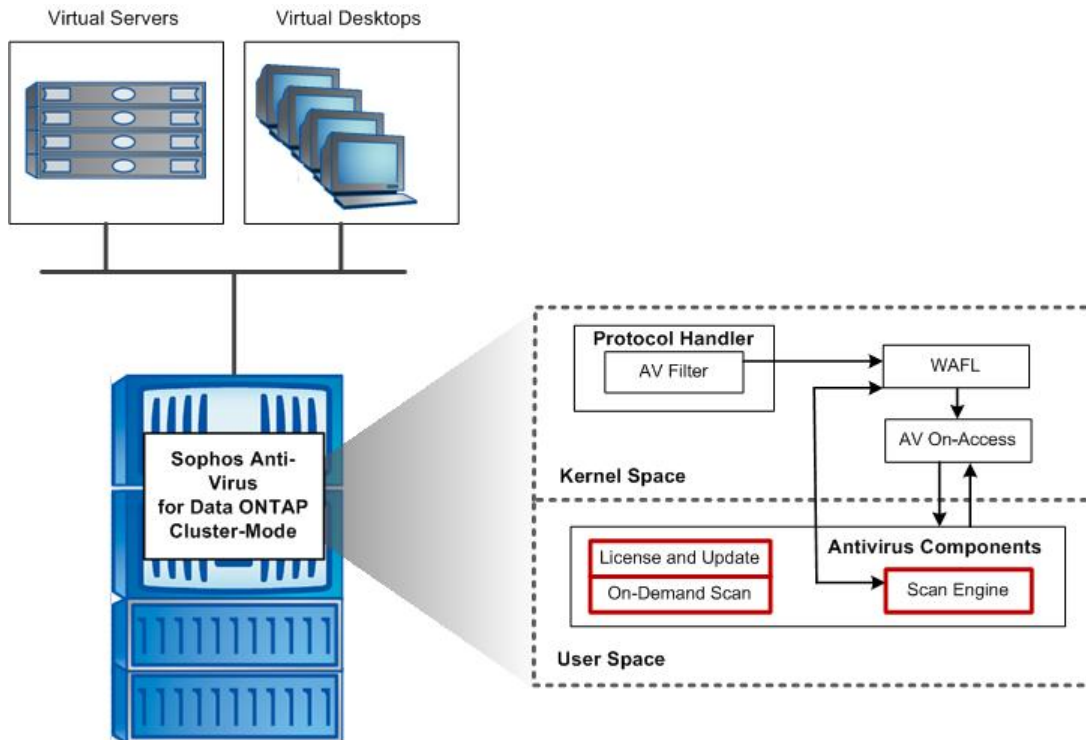 Virtual Servers
Virtual Desktops
Sophos Anti-
Virus
for Data ONTAP
Cluster-Mode
Protocol Handler
AV Filter
WAFL
AV On-Access
Kernel Space
Antivirus Components
License and Update
On-Demand Scan
Scan Engine
User Space